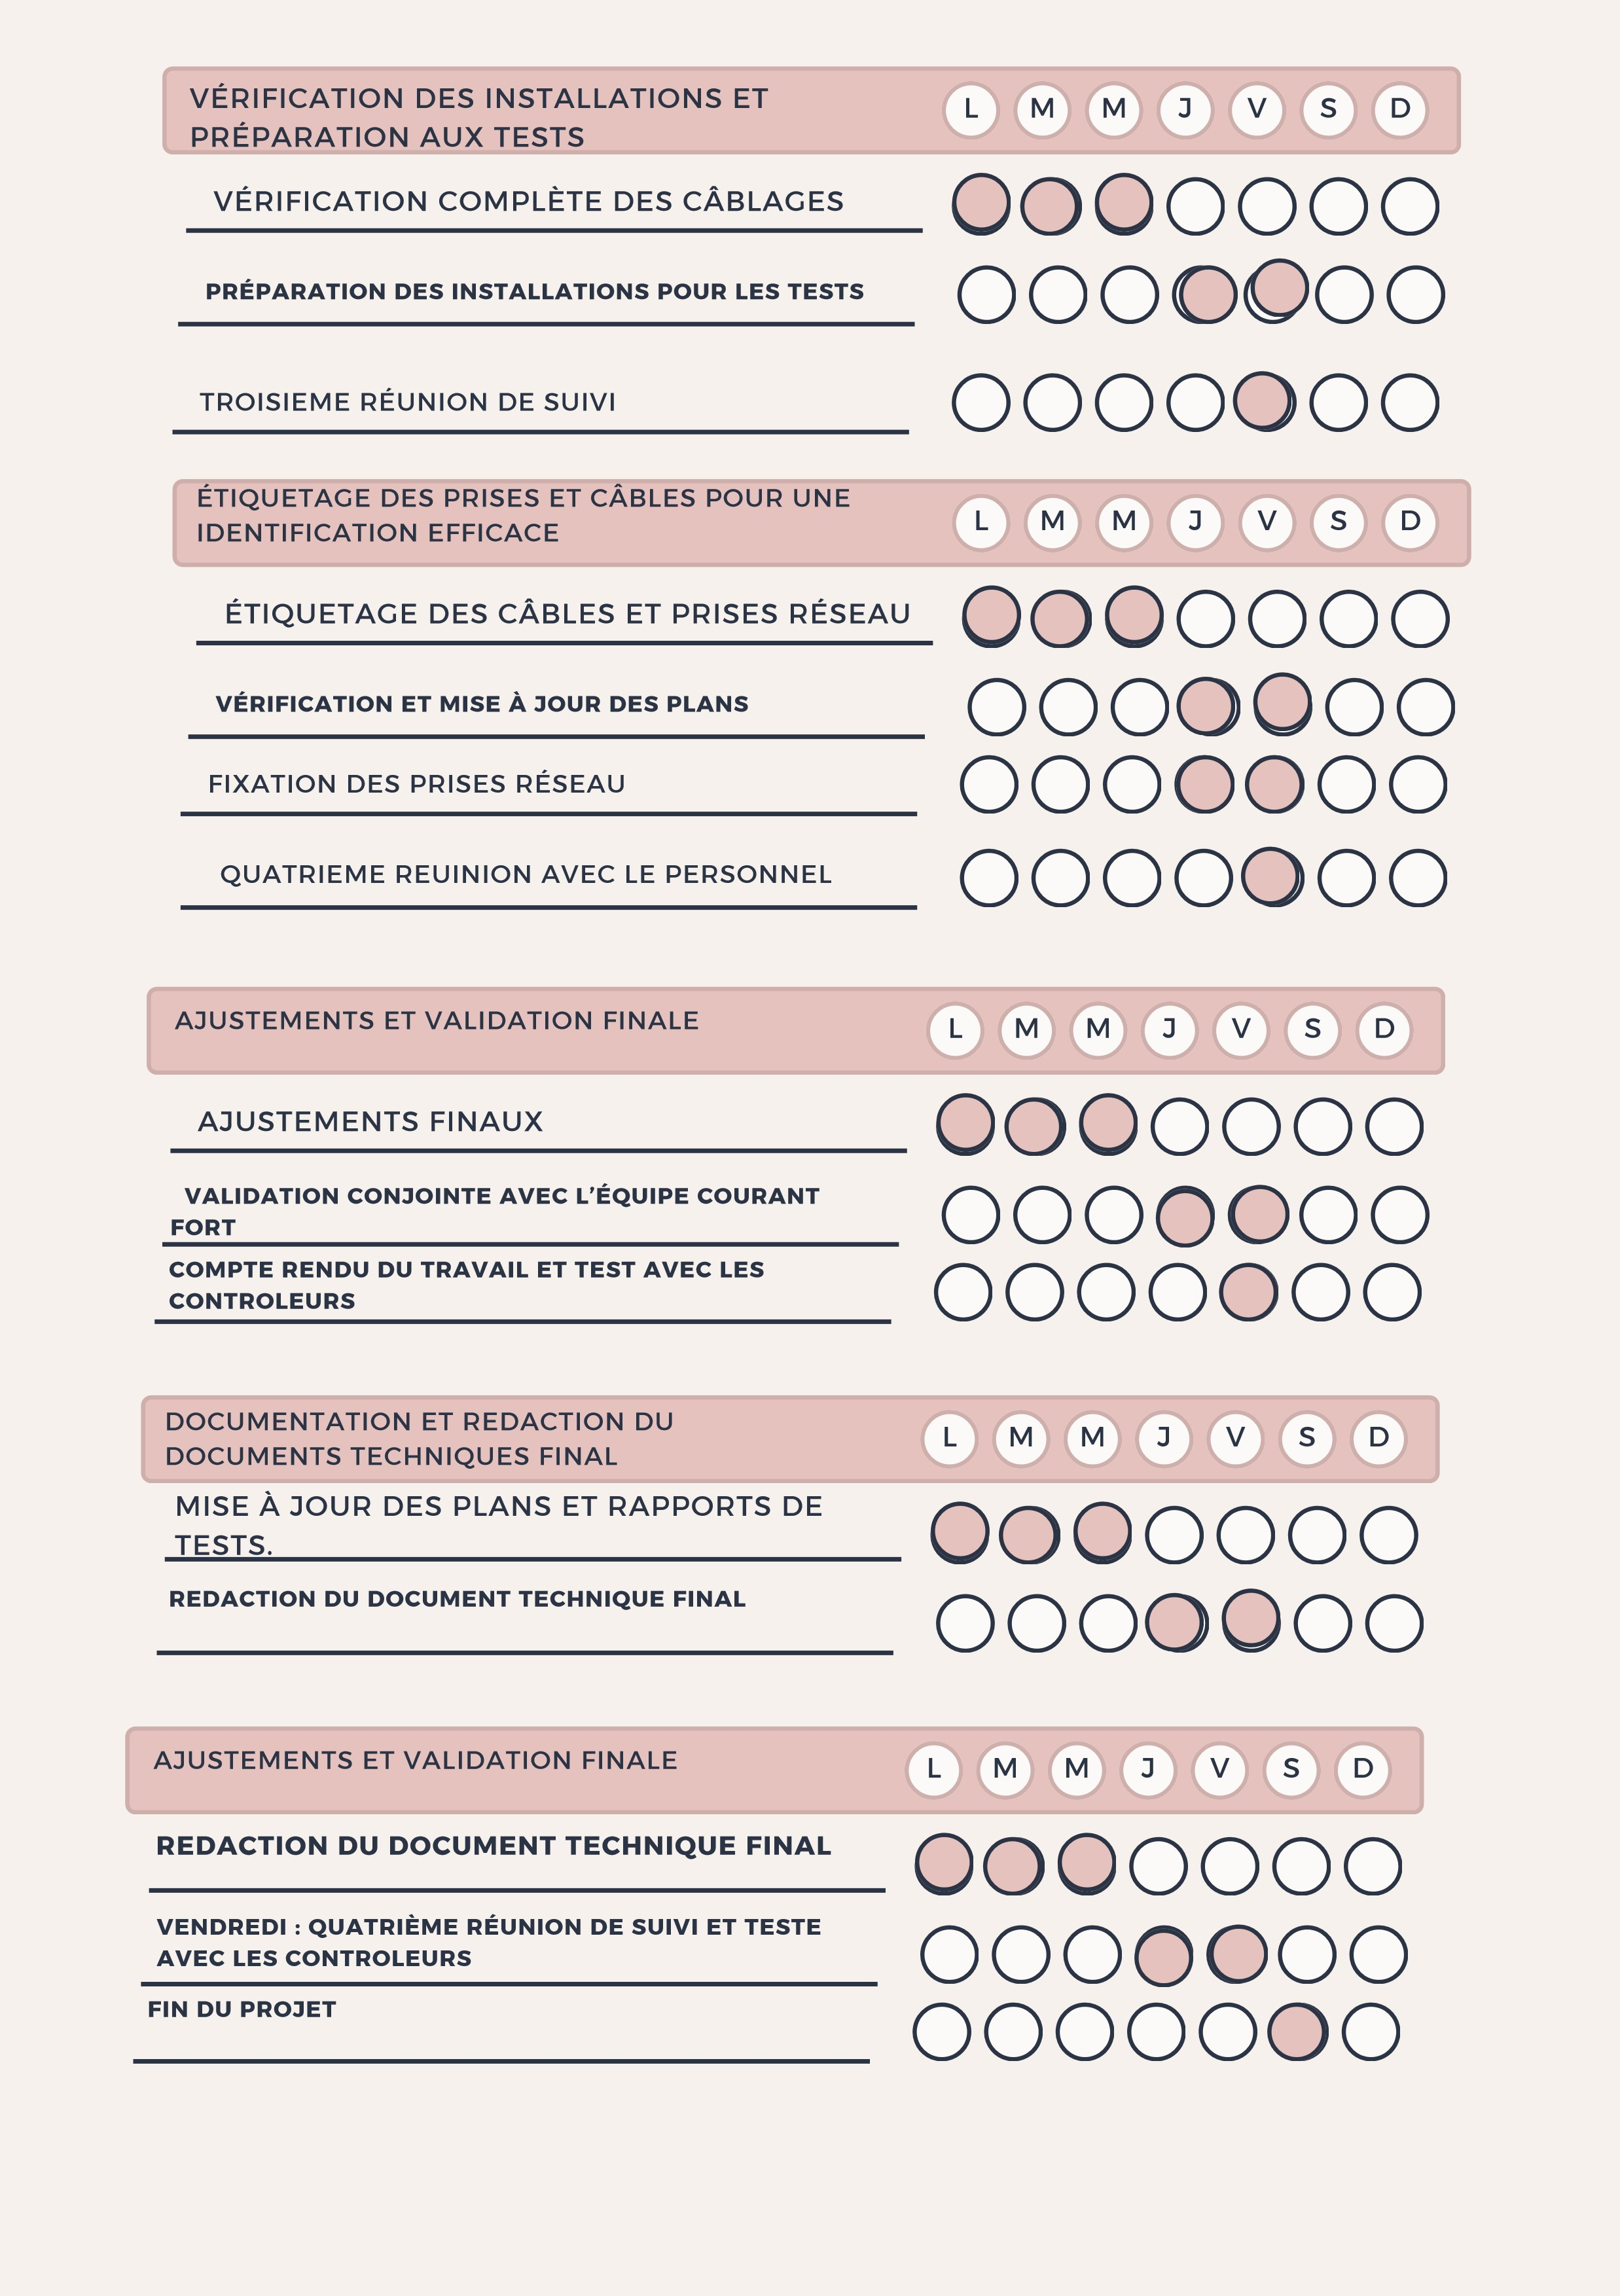 VÉRIFICATION DES INSTALLATIONS ET
PRÉPARATION AUX TESTS
L M M J V S D
VÉRIFICATION COMPLÈTE DES CÂBLAGES
PRÉPARATION DES INSTALLATIONS POUR LES TESTS
TROISIEME RÉUNION DE SUIVI
ÉTIQUETAGE DES PRISES ET CÂBLES POUR UNE
IDENTIFICATION EFFICACE
L M M J V S D
ÉTIQUETAGE DES CÂBLES ET PRISES RÉSEAU
VÉRIFICATION ET MISE À JOUR DES PLANS
FIXATION DES PRISES RÉSEAU
QUATRIEME REUINION AVEC LE PERSONNEL
AJUSTEMENTS ET VALIDATION FINALE
L M M J V S D
AJUSTEMENTS FINAUX
VALIDATION CONJOINTE AVEC L’ÉQUIPE COURANT
FORT
COMPTE RENDU DU TRAVAIL ET TEST AVEC LES
CONTROLEURS
DOCUMENTATION ET REDACTION DU
DOCUMENTS TECHNIQUES FINAL
L M M J V S D
MISE À JOUR DES PLANS ET RAPPORTS DE
TESTS.
REDACTION DU DOCUMENT TECHNIQUE FINAL
AJUSTEMENTS ET VALIDATION FINALE
L M M J V S D
REDACTION DU DOCUMENT TECHNIQUE FINAL
VENDREDI : QUATRIÈME RÉUNION DE SUIVI ET TESTE
AVEC LES CONTROLEURS
FIN DU PROJET